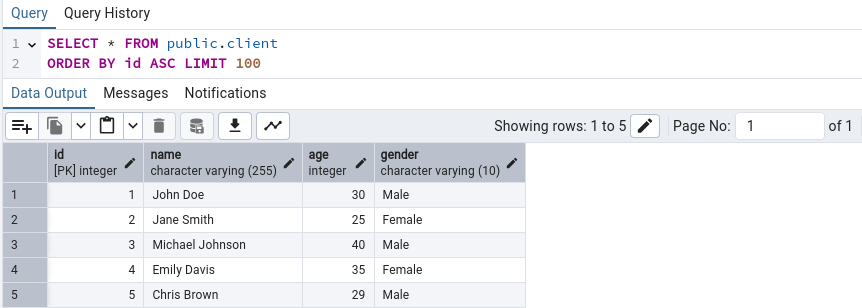 Query Query History
1 SELECT * FROM public.client
2 ORDER BY id ASC LIMIT 100
Data Output Messages Notifications
Showing rows: 1 to 5 Page No: 1 of 1
id name age gender
[PK] integer character varying (255) integer character varying (10)
1 1 John Doe 30 Male
2 2 Jane Smith 25 Female
3 3 Michael Johnson 40 Male
4 4 Emily Davis 35 Female
5 5 Chris Brown 29 Male